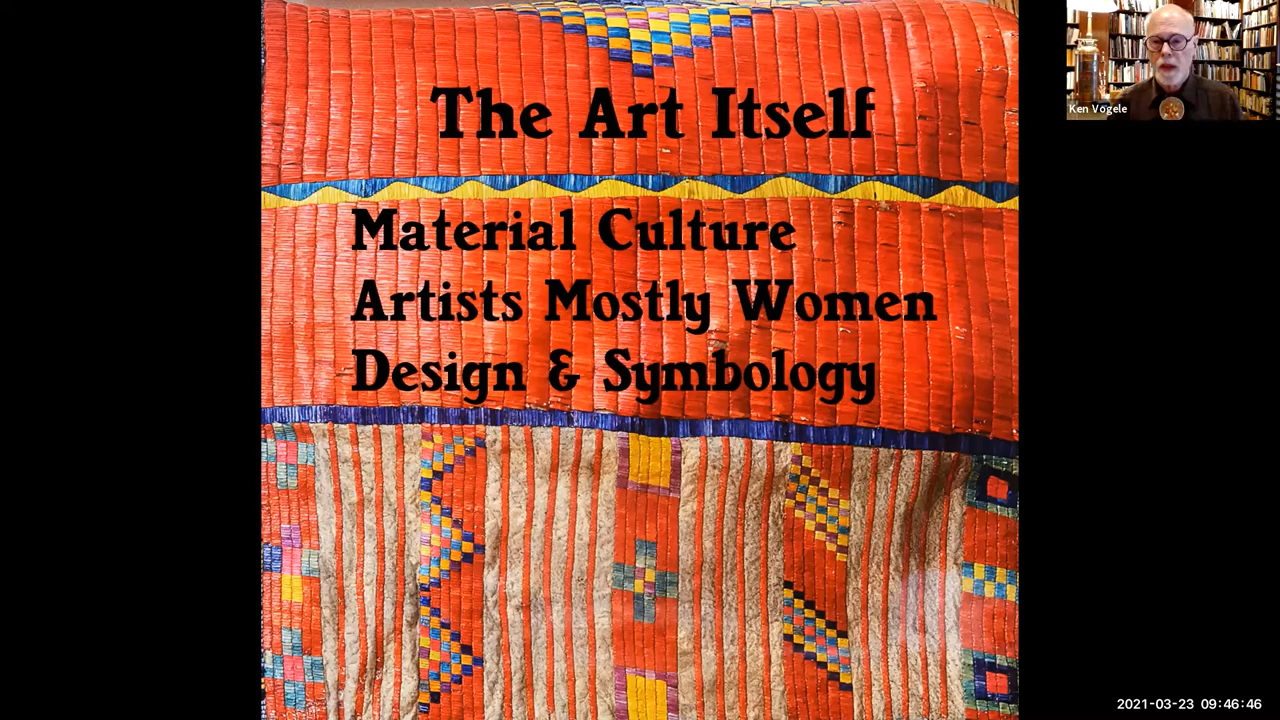 The Art Itself
Material Culture
Artists Mostly Women
Design & Symbology
Ken Vogele
2021-03-23 09:46:46